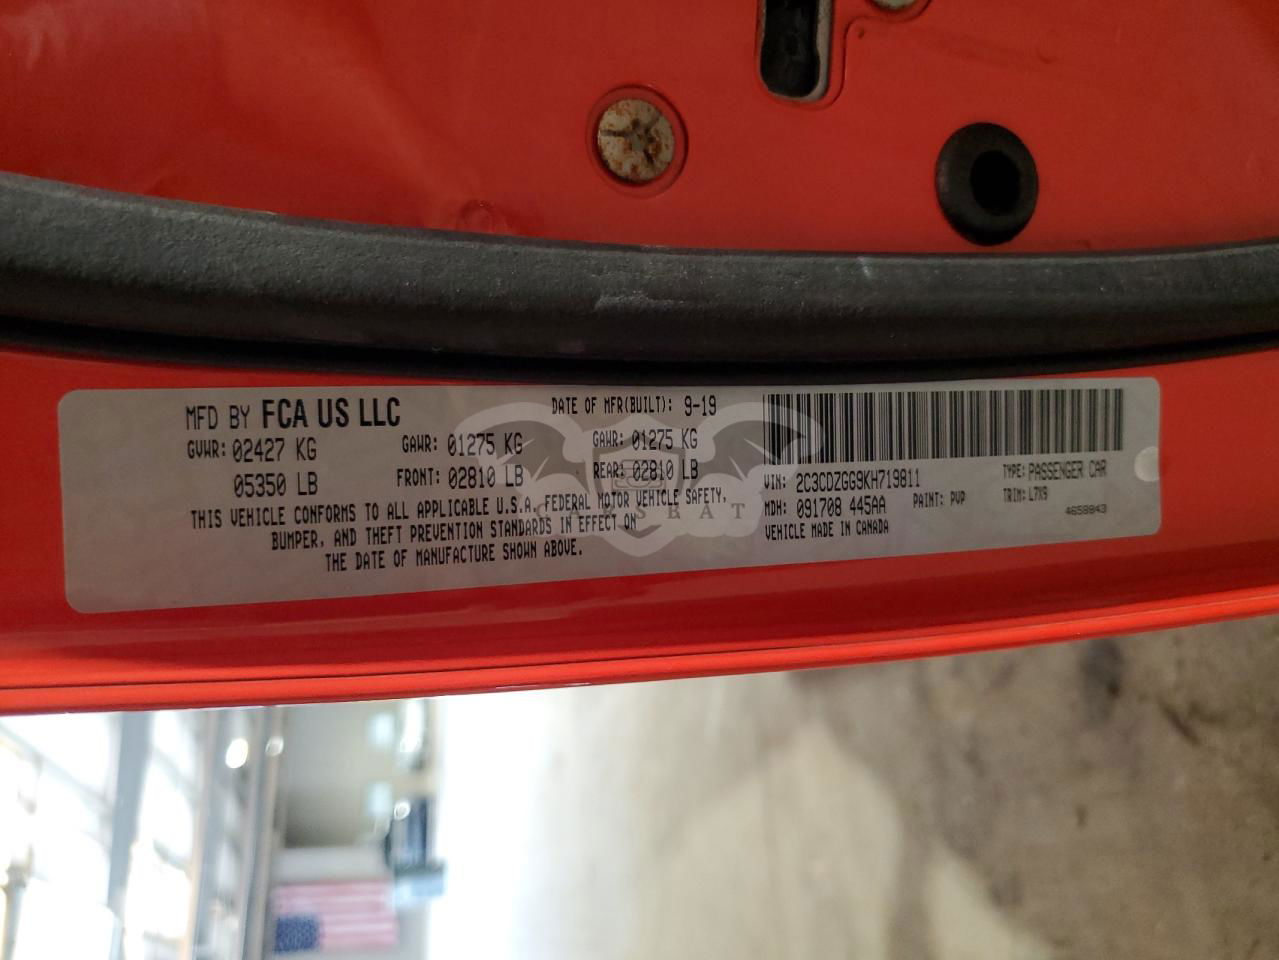 MFD BY FCA US LLC DATE OF MFR(BUILT): 9-19
GVWR: 02427 KG GAWR: 01275 KG GAWR: 01275 KG
05350 LB FRONT: 02810 LB REAR: 02810 LB
THIS VEHICLE CONFORMS TO ALL APPLICABLE U.S.A. FEDERAL MOTOR VEHICLE SAFETY,
BUMPER, AND THEFT PREVENTION STANDARDS IN EFFECT ON
THE DATE OF MANUFACTURE SHOWN ABOVE.
VIN: 2C3CDZGG9KH719811 TYPE: PASSENGER CAR
MDH: 091708 445AA PAINT: PVP TRIM: L7X9
VEHICLE MADE IN CANADA 4658843
CARSBAT